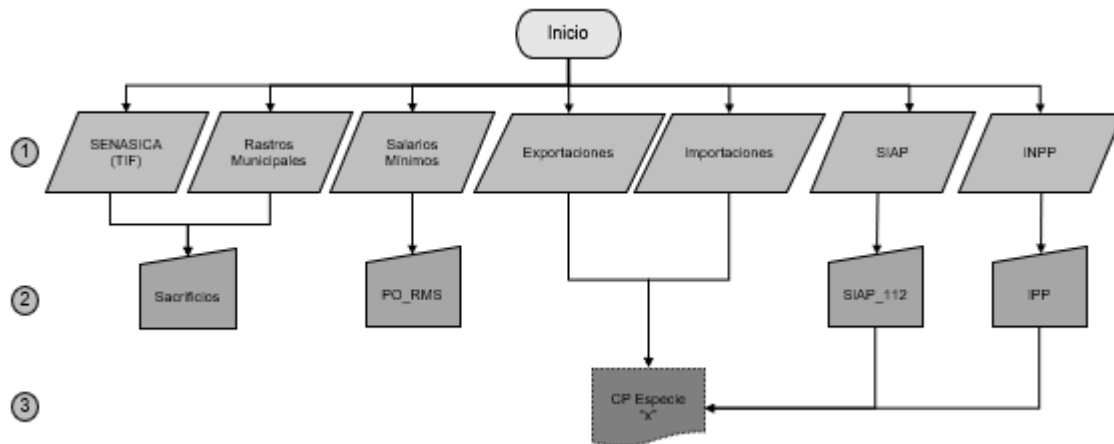 Inicio
1
SENASICA
(TIF)
Rastros
Municipales
Salarios
Mínimos
Exportaciones
Importaciones
SIAP
INPP
2
Sacrificios
PO_RMS
SIAP_112
IPP
3
CP Especie
"x"